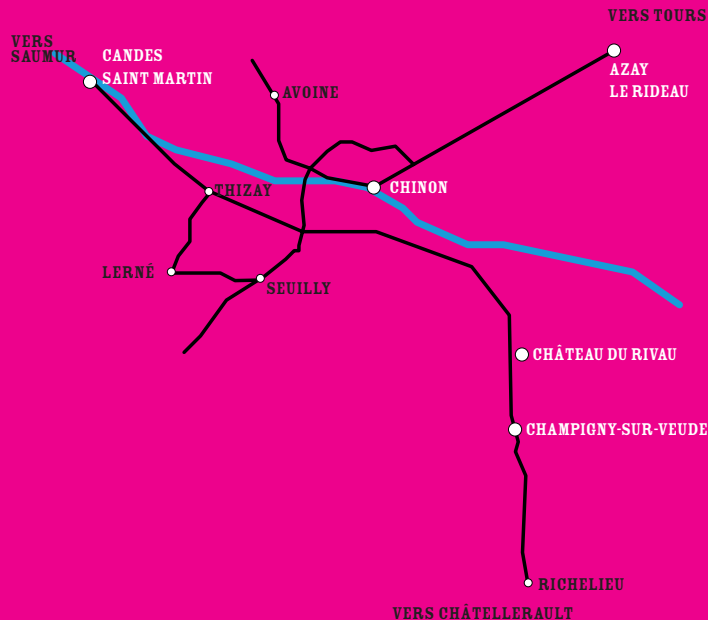 VERS TOURS
VERS
SAUMUR
CANDES
SAINT MARTIN
AZAY
LE RIDEAU
AVOINE
CHINON
THIZAY
LERNÉ
SEUILLY
CHÂTEAU DU RIVAU
CHAMPIGNY-SUR-VEUDE
RICHELIEU
VERS CHÂTELLERAULT